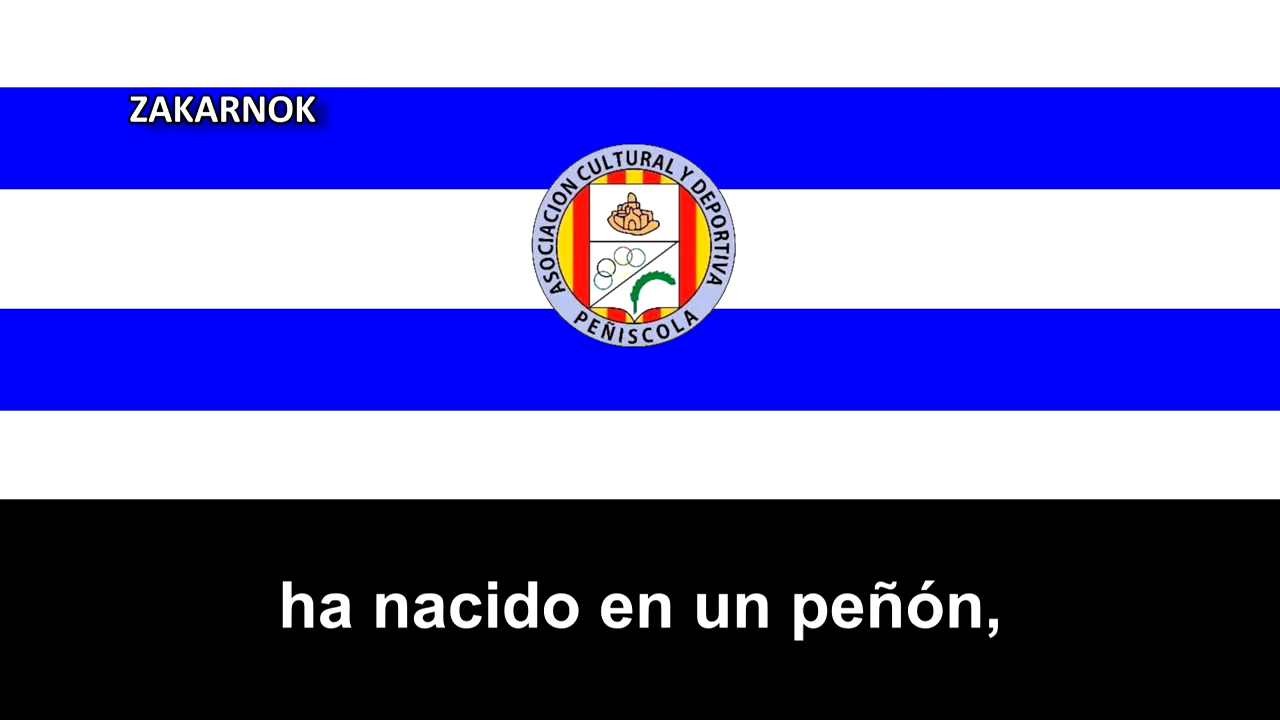 ZAKARNOK
ASOCIACION CULTURAL Y DEPORTIVA
PEÑISCOLA
ha nacido en un peñón,